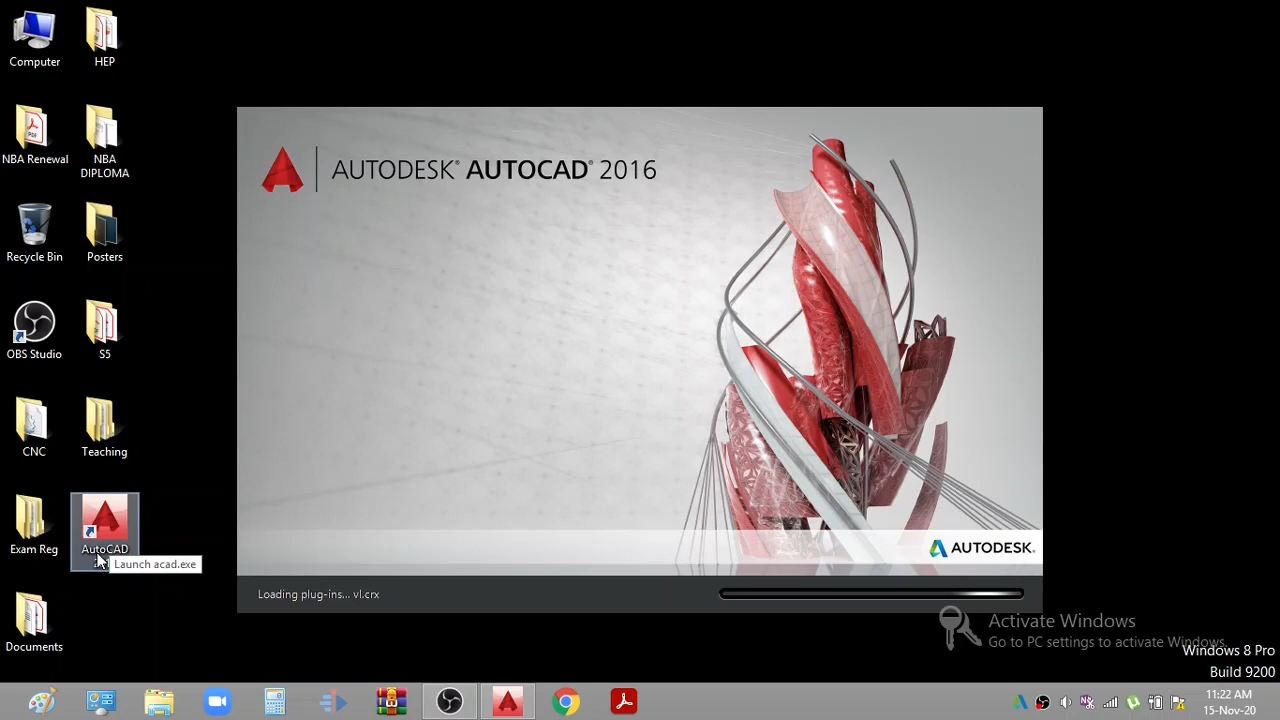 Computer
HEP
NBA Renewal
NBA
DIPLOMA
Recycle Bin
Posters
OBS Studio
S5
CNC
Teaching
Exam Reg
AutoCAD
Launch acad.exe
Documents
AUTODESK® AUTOCAD® 2016
AUTODESK.
Loading plug-ins... vl.crx
Activate Windows
Go to PC settings to activate Windows.
Windows 8 Pro
Build 9200
11:22 AM
15-Nov-20